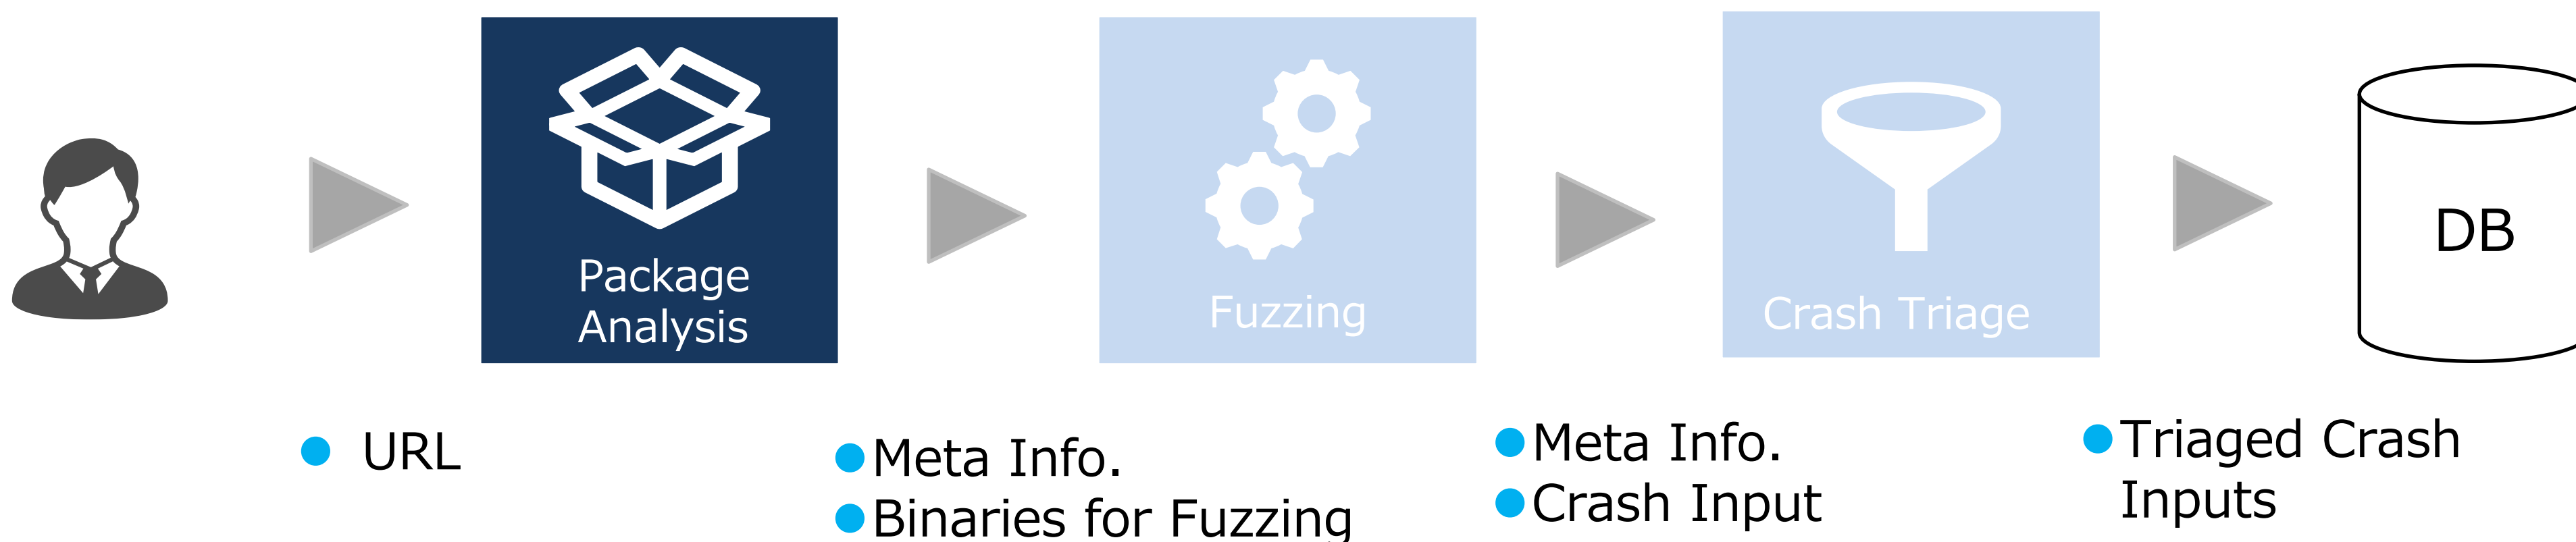 Package
Analysis
Fuzzing
Crash Triage
DB
URL
Meta Info.
Binaries for Fuzzing
Meta Info.
Crash Input
Triaged Crash
Inputs